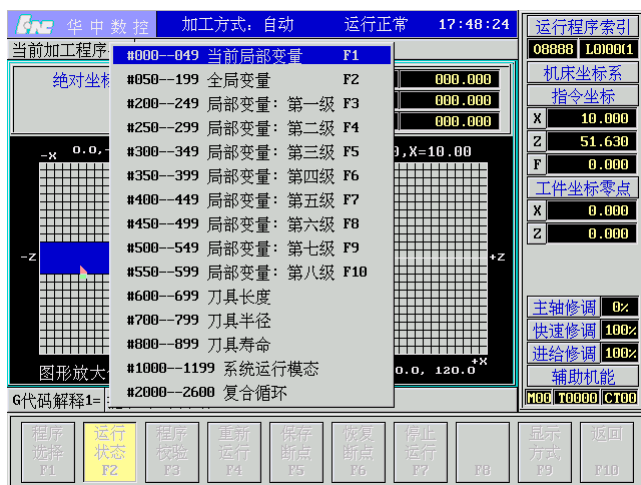 HNC 华中数控 加工方式：自动 运行正常 17:48:24
运行程序索引
O8888 L0000(1
当前加工程序
机床坐标系
指令坐标
X 10.000
Z 51.630
F 0.000
工件坐标零点
X 0.000
Z 0.000
主轴修调 0%
快速修调 100%
进给修调 100%
辅助机能
M00 T0000 CT00
绝对坐标
000.000
000.000
000.000
#000--049 当前局部变量 F1
#050--199 全局变量 F2
#200--249 局部变量：第一级 F3
#250--299 局部变量：第二级 F4
#300--349 局部变量：第三级 F5
#350--399 局部变量：第四级 F6
#400--449 局部变量：第五级 F7
#450--499 局部变量：第六级 F8
#500--549 局部变量：第七级 F9
#550--599 局部变量：第八级 F10
#600--699 刀具长度
#700--799 刀具半径
#800--899 刀具寿命
#1000--1199 系统运行模态
#2000--2600 复合循环
-X 0.0,
,X=10.00
-Z
+Z
+X
图形放大
0.0, 120.0
G代码解释1=
程序选择 F1
运行状态 F2
程序校验 F3
重新运行 F4
保存断点 F5
恢复断点 F6
停止运行 F7
F8
显示方式 F9
返回 F10